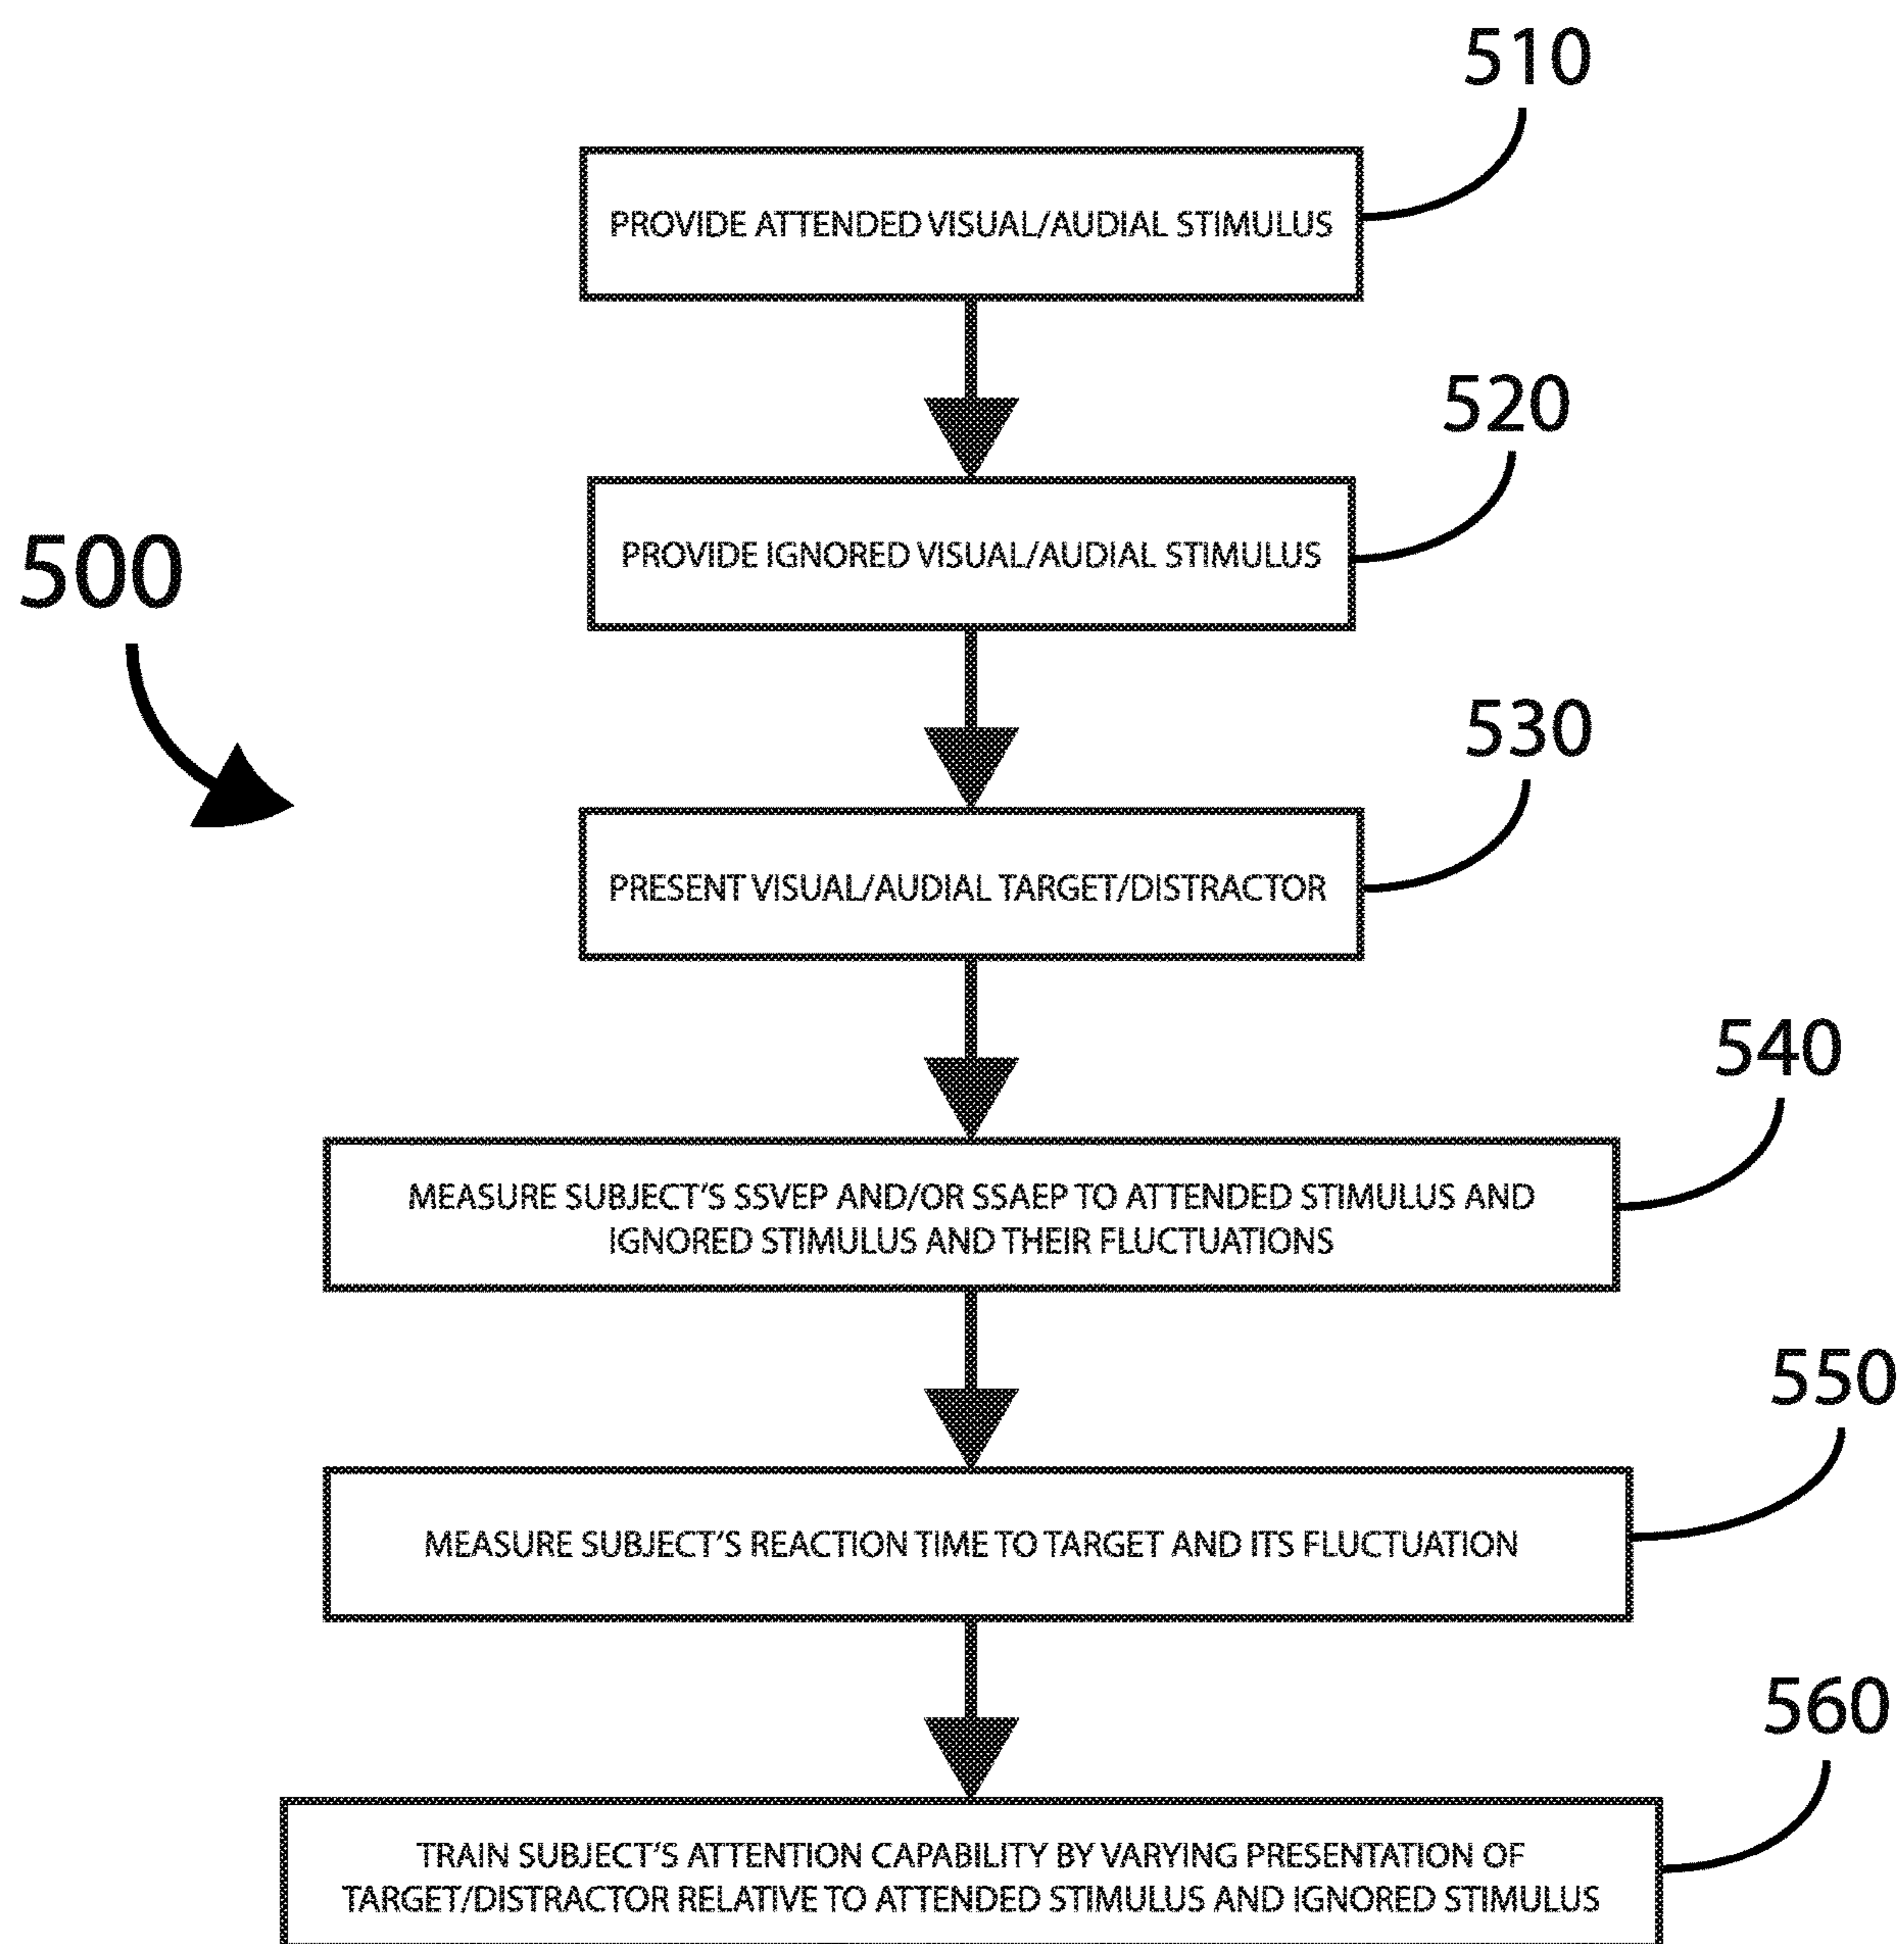 510
PROVIDE ATTENDED VISUAL/AUDIAL STIMULUS
520
PROVIDE IGNORED VISUAL/AUDIAL STIMULUS
500
530
PRESENT VISUAL/AUDIAL TARGET/DISTRACTOR
540
MEASURE SUBJECT'S SSVEP AND/OR SSAEP TO ATTENDED STIMULUS AND
IGNORED STIMULUS AND THEIR FLUCTUATIONS
550
MEASURE SUBJECT'S REACTION TIME TO TARGET AND ITS FLUCTUATION
560
TRAIN SUBJECT'S ATTENTION CAPABILITY BY VARYING PRESENTATION OF
TARGET/DISTRACTOR RELATIVE TO ATTENDED STIMULUS AND IGNORED STIMULUS